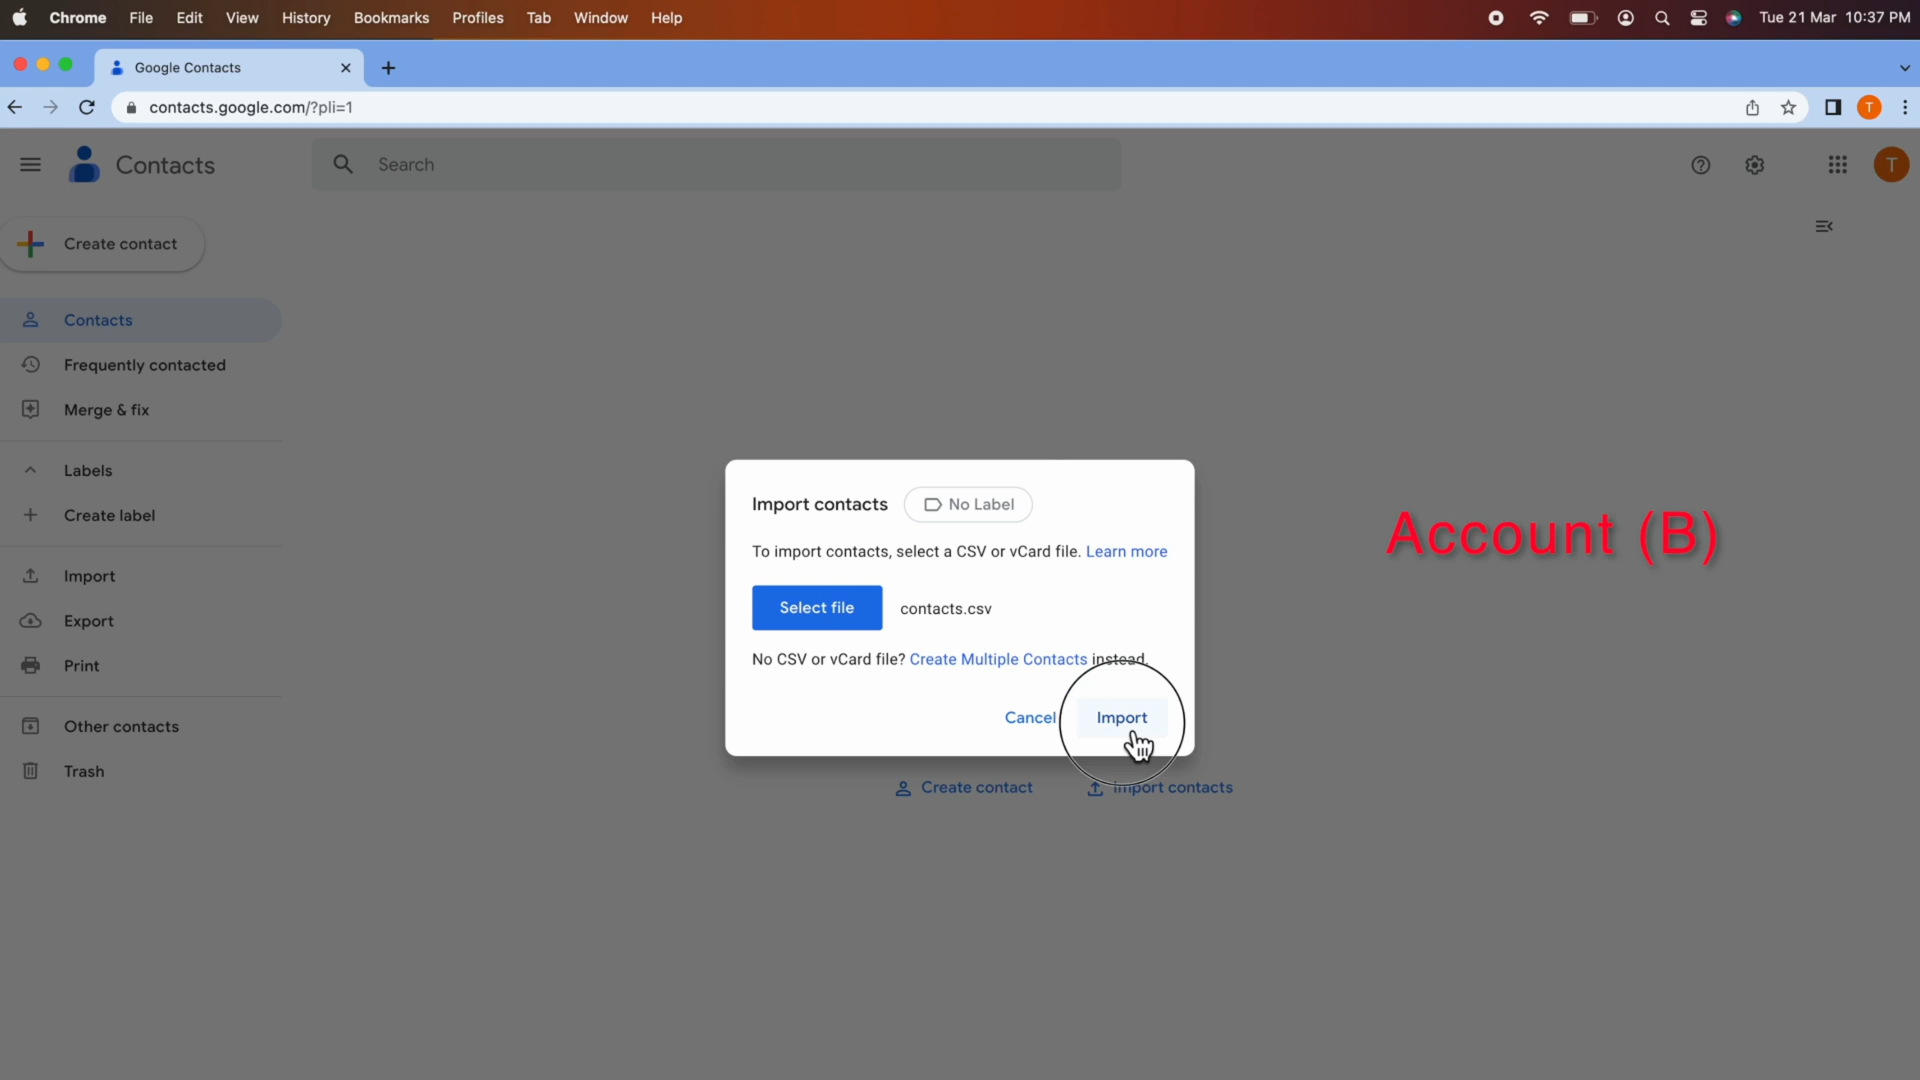 Chrome File Edit View History Bookmarks Profiles Tab Window Help Tue 21 Mar 10:37 PM
Google Contacts
contacts.google.com/?pli=1 T
Contacts Search T
Create contact
Contacts
Frequently contacted
Merge & fix
Labels
Create label
Import
Export
Print
Other contacts
Trash
Import contacts No Label
To import contacts, select a CSV or vCard file. Learn more
Select file contacts.csv
No CSV or vCard file? Create Multiple Contacts instead.
Cancel Import
Create contact Import contacts
Account (B)